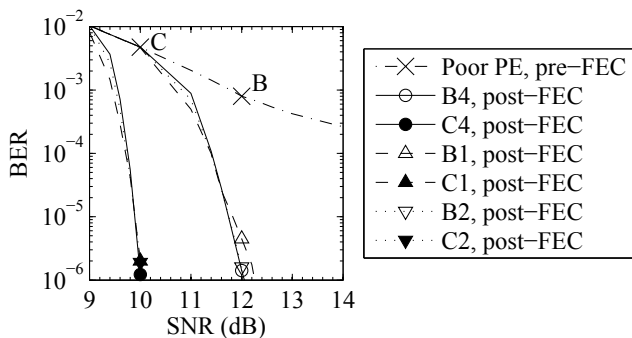 10−2
10−3
10−4
10−5
10−6
BER
C
B
9 10 11 12 13 14
SNR (dB)
Poor PE, pre−FEC
B4, post−FEC
C4, post−FEC
B1, post−FEC
C1, post−FEC
B2, post−FEC
C2, post−FEC